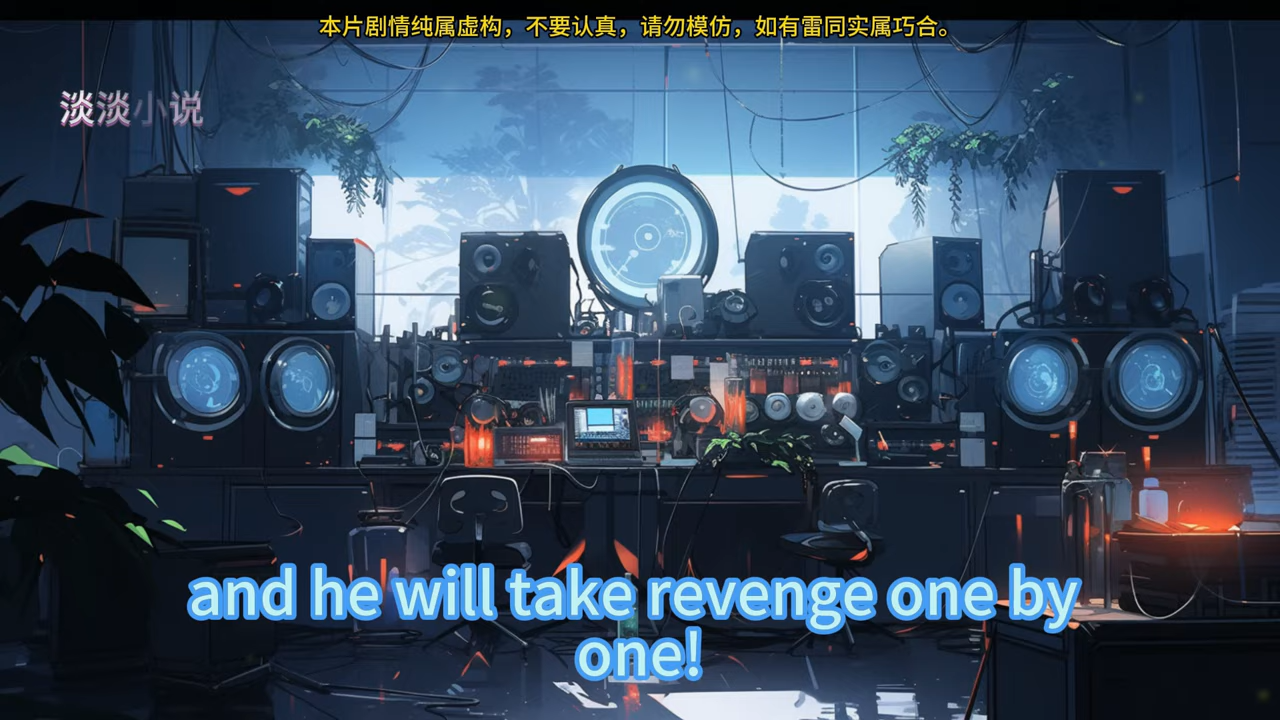 本片剧情纯属虚构，不要认真，请勿模仿，如有雷同实属巧合。
淡淡小说
and he will take revenge one by
one!